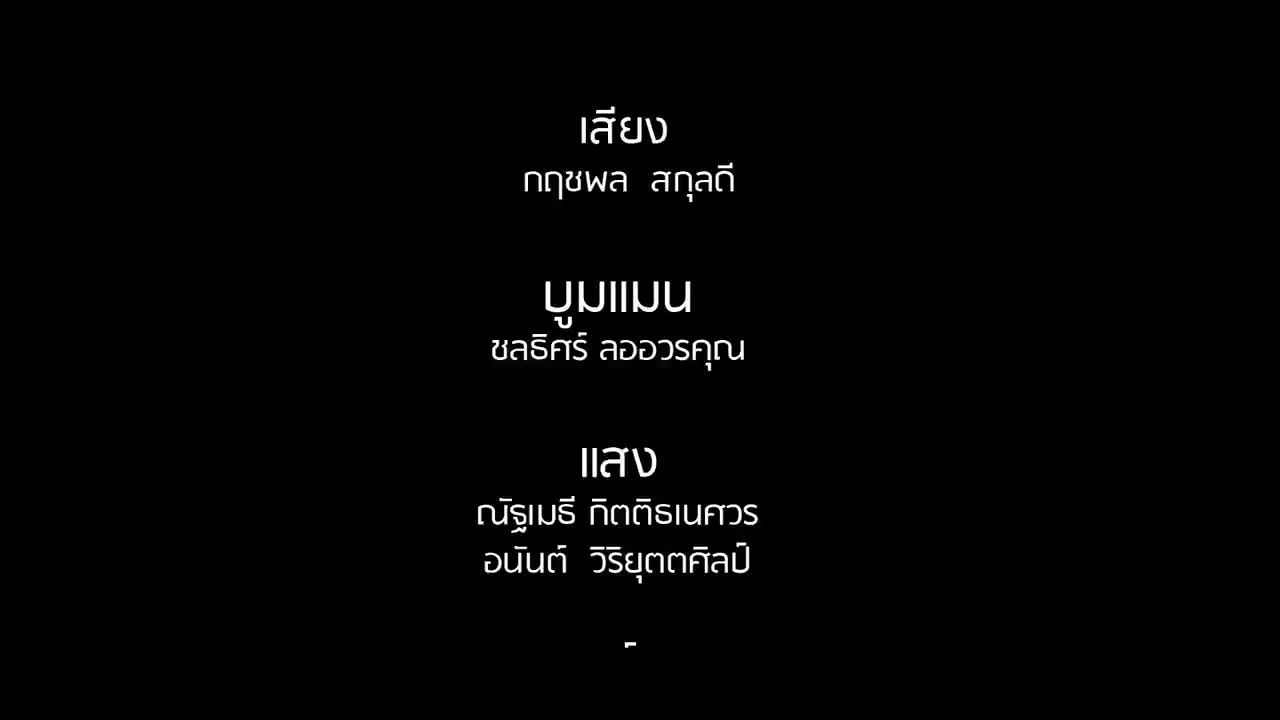 เสียง
กฤชพล สกุลดี
บูมแมน
ชลธิศร์ ลออวรคุณ
แสง
ณัฐเมธี กิตติธเนศวร
อนันต์ วิริยุตตศิลป์